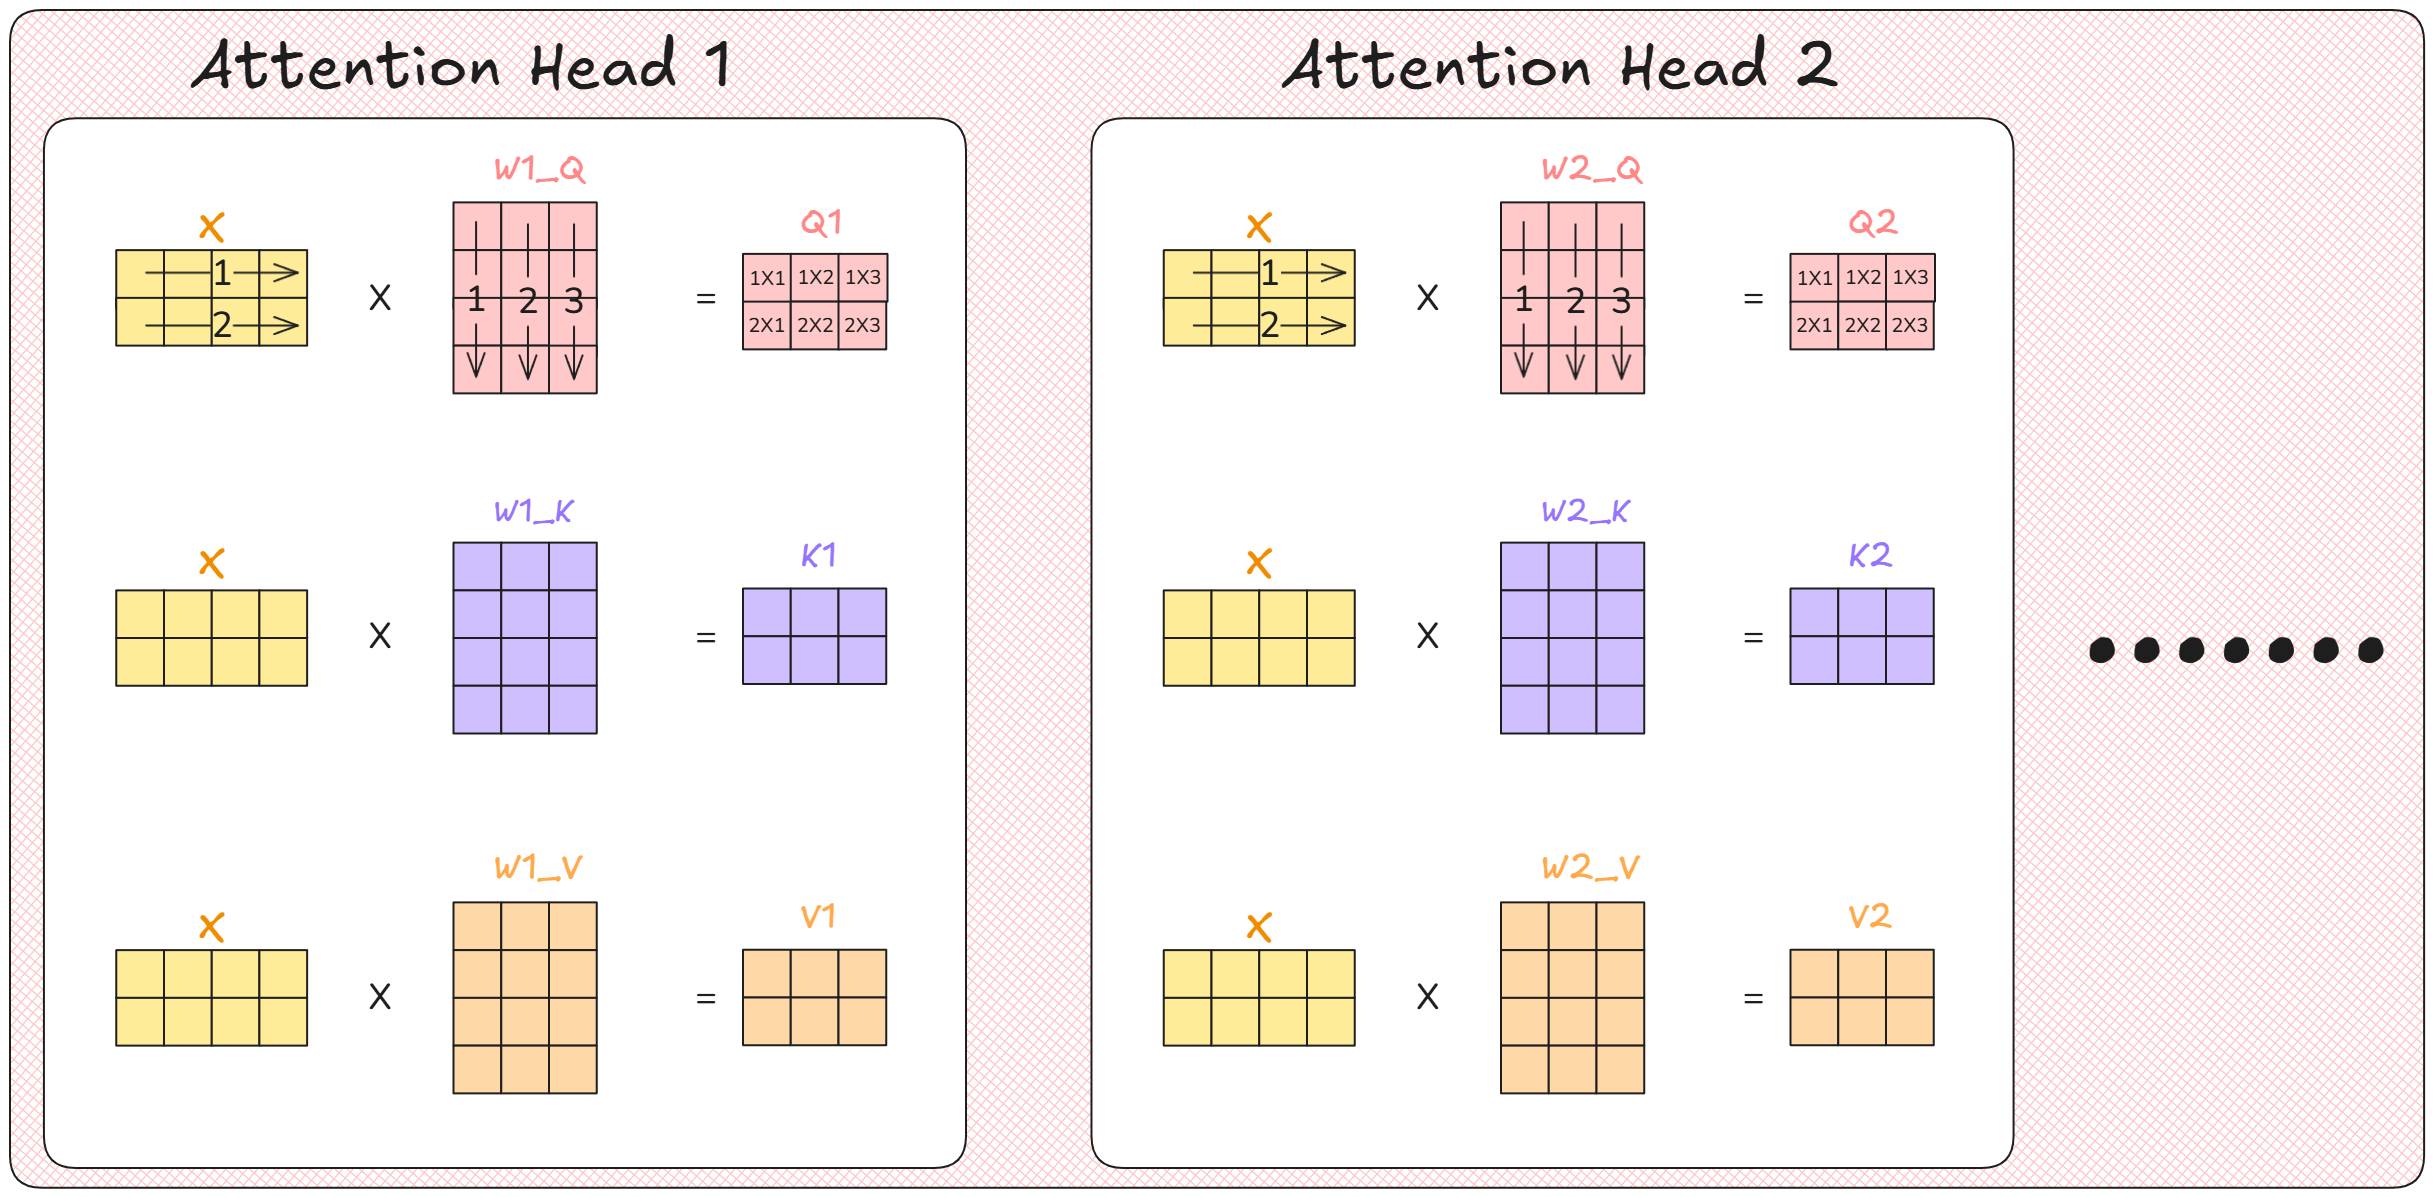 Attention Head 1
W1_Q
X
Q1
1
2
X
1
2
3
=
1X1 1X2 1X3
2X1 2X2 2X3
W1_K
X
K1
X
=
W1_V
X
V1
X
=
Attention Head 2
W2_Q
X
Q2
1
2
X
1
2
3
=
1X1 1X2 1X3
2X1 2X2 2X3
W2_K
X
K2
X
=
W2_V
X
V2
X
=
.......